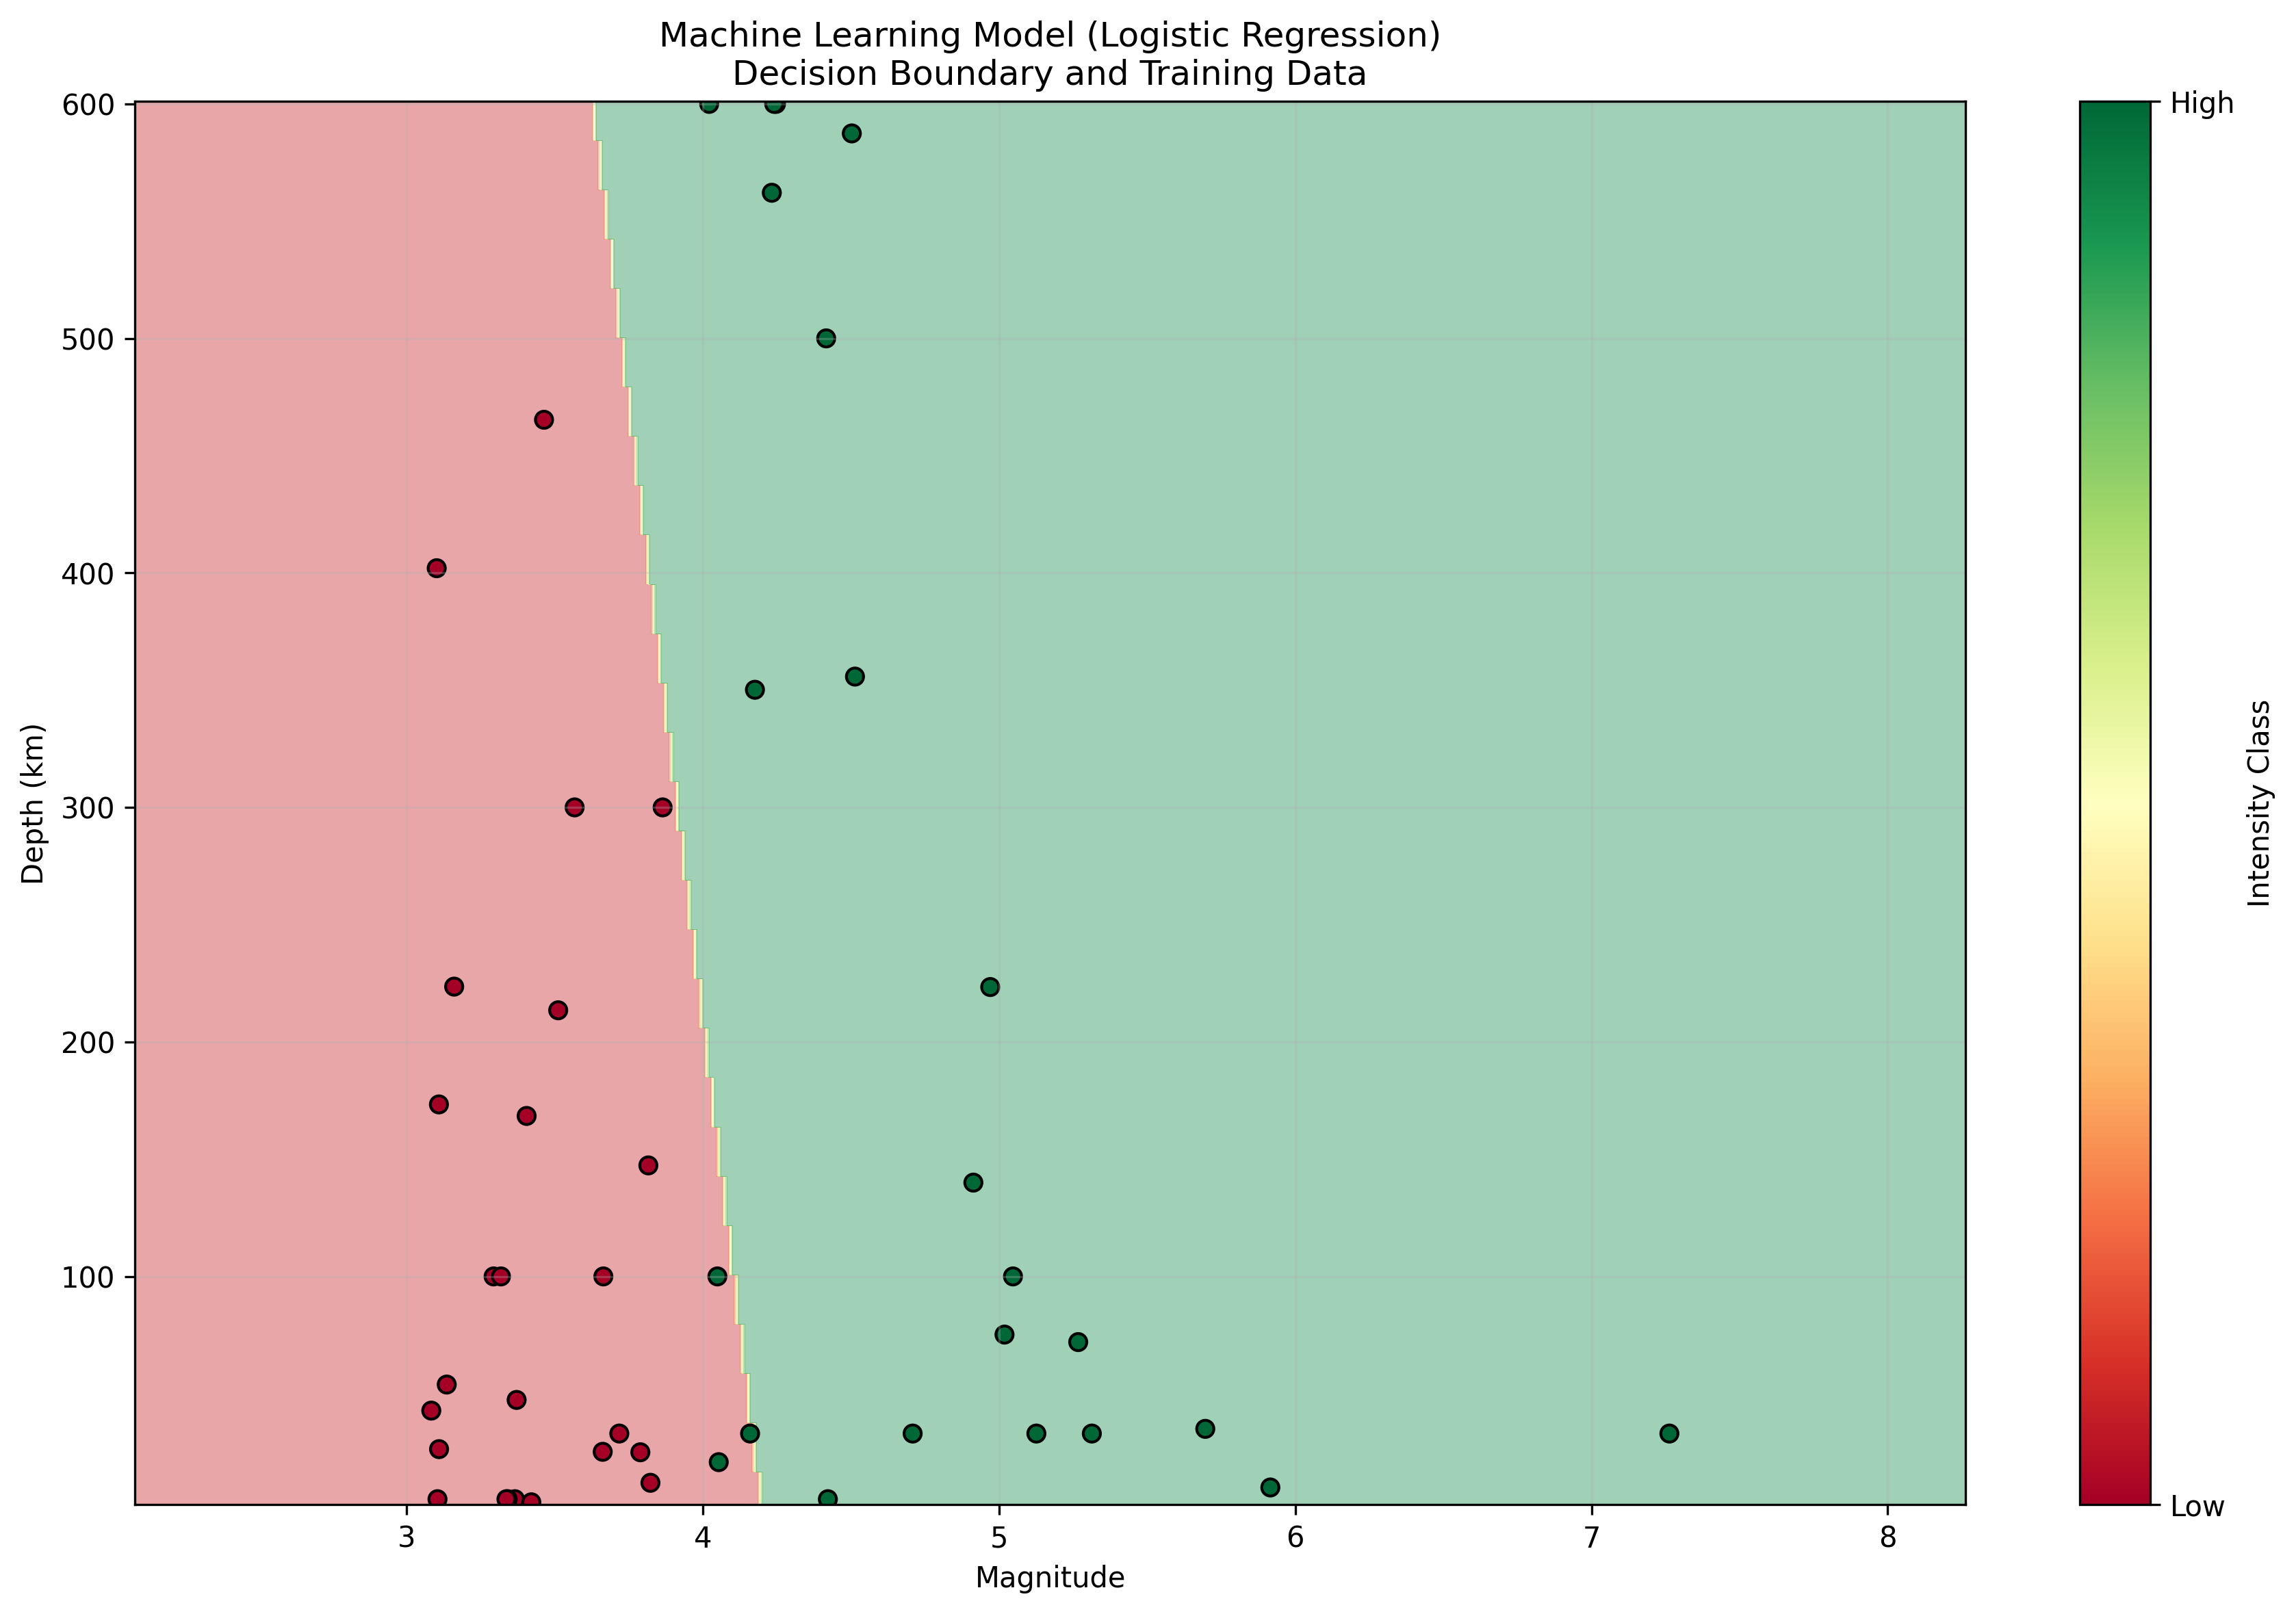 Machine Learning Model (Logistic Regression)
Decision Boundary and Training Data
600
500
400
300
200
100
Depth (km)
3
4
5
6
7
8
Magnitude
High
Low
Intensity Class